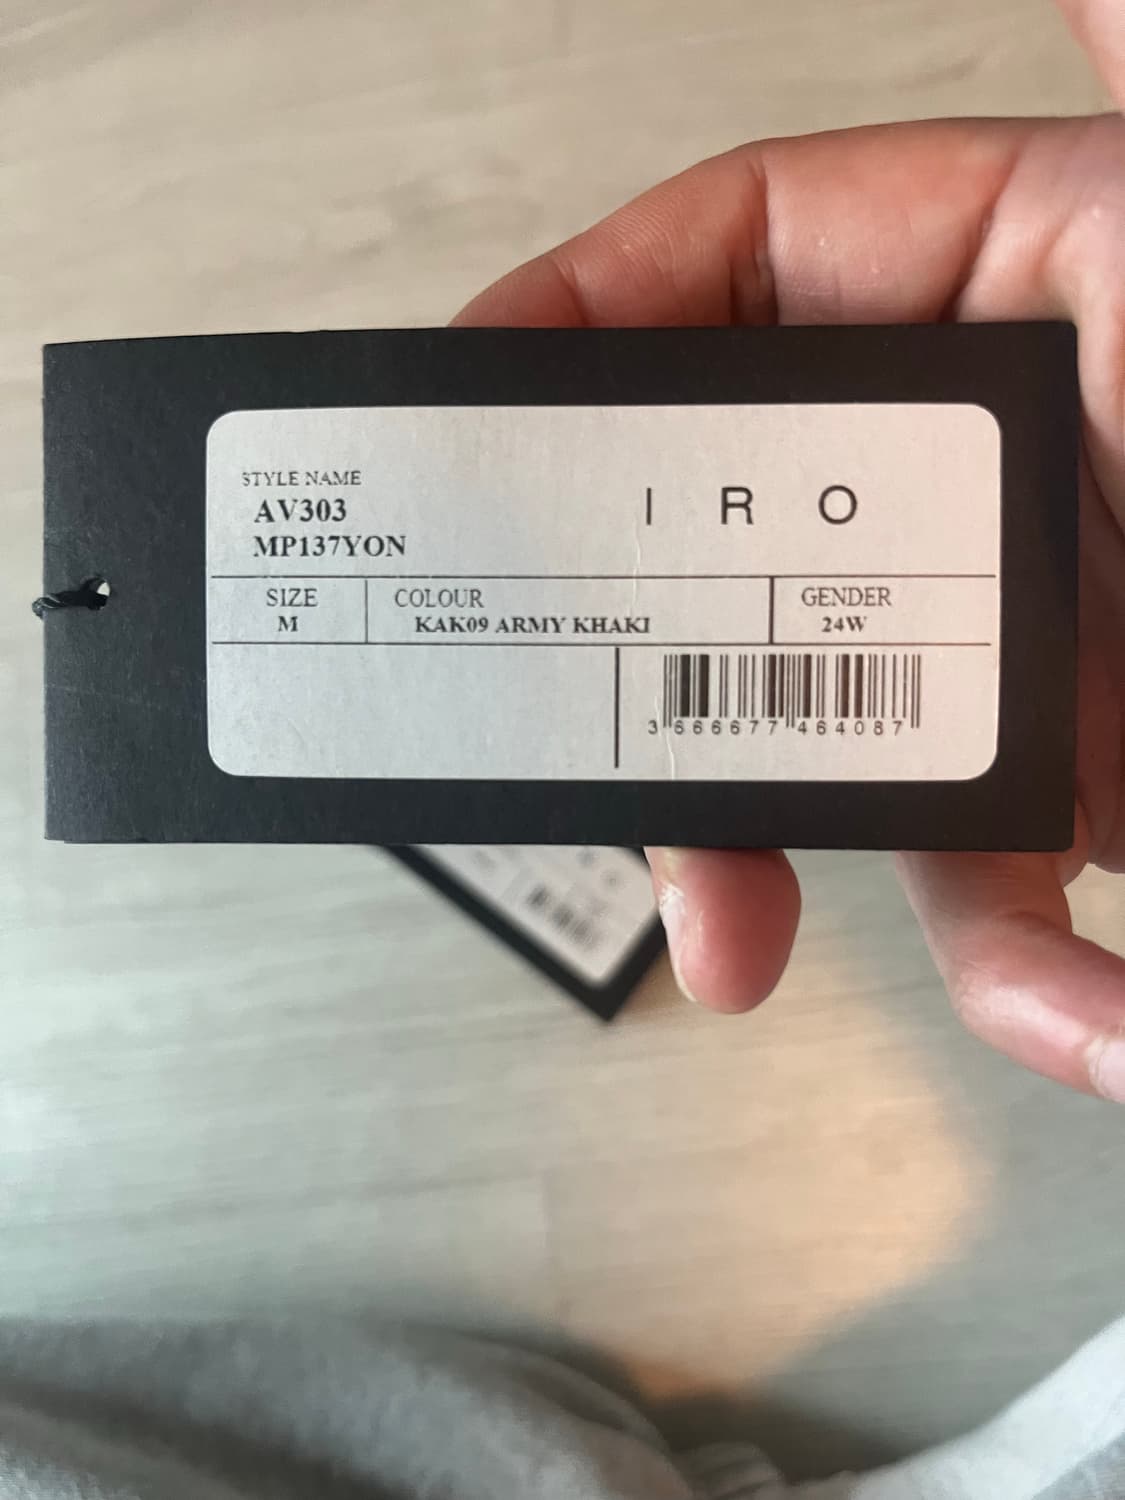 STYLE NAME
AV303
MP137YON
I R O
SIZE
M
COLOUR
KAK09 ARMY KHAKI
GENDER
24W
3 666677 464087